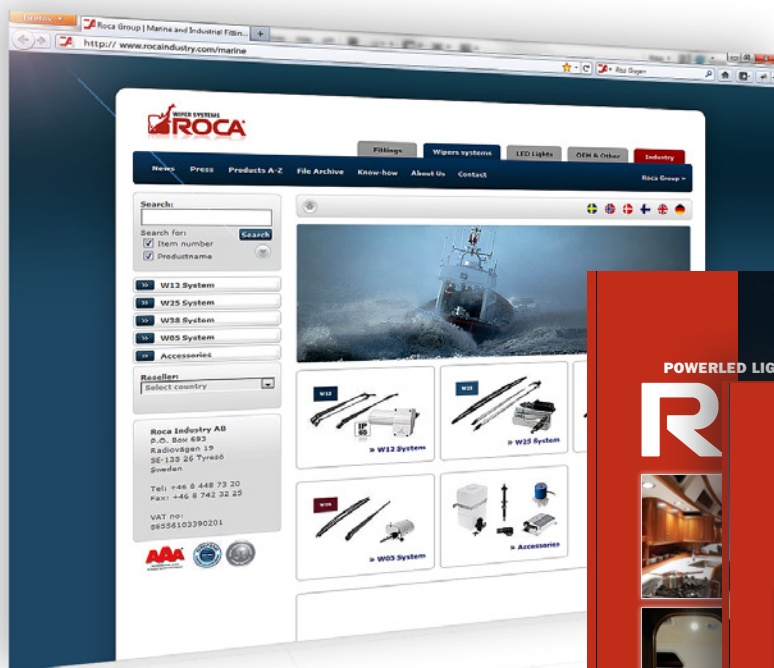 Firefox
Roca Group | Marine and Industrial Fittin...
http:// www.rocaindustry.com/marine
WIPER SYSTEMS
ROCA
Fittings
Wipers systems
LED Lights
OEM & Other
Industry
News
Press
Products A-Z
File Archive
Know-how
About Us
Contact
Roca Group
Search:
Search for:
Search
Item number
Productname
W12 System
W25 System
W38 System
W05 System
Accessories
Reseller:
Select country
Roca Industry AB
P.O. Box 683
Radiovägen 19
SE-135 26 Tyresö
Sweden
Tel: +46 8 448 73 20
Fax: +46 8 742 32 25
VAT no:
W12
IP
» W12 System
W25
» W25 System
» W05 System
» Accessories
AAA
POWERLED LIG
R